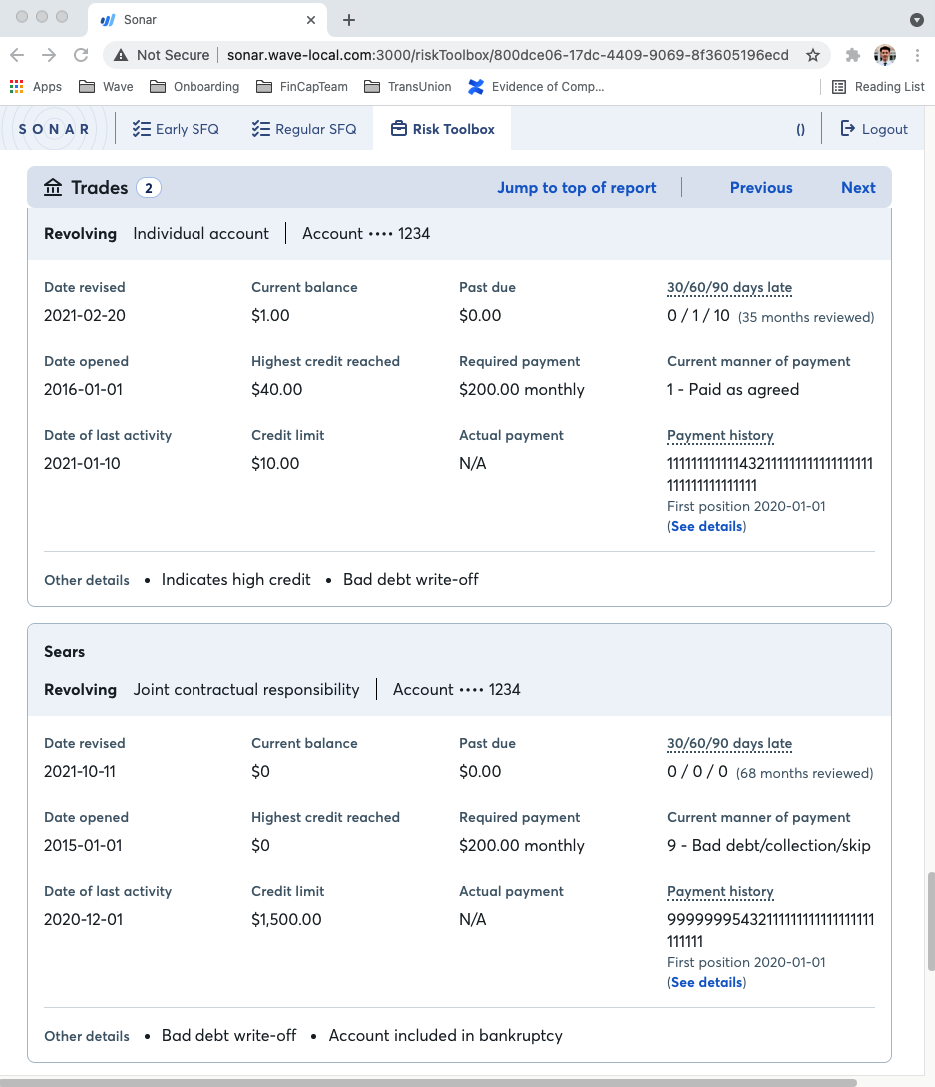 Sonar
Not Secure sonar.wave-local.com:3000/riskToolbox/800dce06-17dc-4409-9069-8f3605196ecd
Apps Wave Onboarding FinCapTeam TransUnion Evidence of Comp... Reading List
SONAR Early SFQ Regular SFQ Risk Toolbox () Logout
Trades 2 Jump to top of report Previous Next
Revolving Individual account Account •••• 1234
Date revised Current balance Past due 30/60/90 days late
2021-02-20 $1.00 $0.00 0 / 1 / 10 (35 months reviewed)
Date opened Highest credit reached Required payment Current manner of payment
2016-01-01 $40.00 $200.00 monthly 1 - Paid as agreed
Date of last activity Credit limit Actual payment Payment history
2021-01-10 $10.00 N/A 1111111111111432111111111111111111
111111111111111
First position 2020-01-01
(See details)
Other details • Indicates high credit • Bad debt write-off
Sears
Revolving Joint contractual responsibility Account •••• 1234
Date revised Current balance Past due 30/60/90 days late
2021-10-11 $0 $0.00 0 / 0 / 0 (68 months reviewed)
Date opened Highest credit reached Required payment Current manner of payment
2015-01-01 $0 $200.00 monthly 9 - Bad debt/collection/skip
Date of last activity Credit limit Actual payment Payment history
2020-12-01 $1,500.00 N/A 99999999543211111111111111111
111111
First position 2020-01-01
(See details)
Other details • Bad debt write-off • Account included in bankruptcy